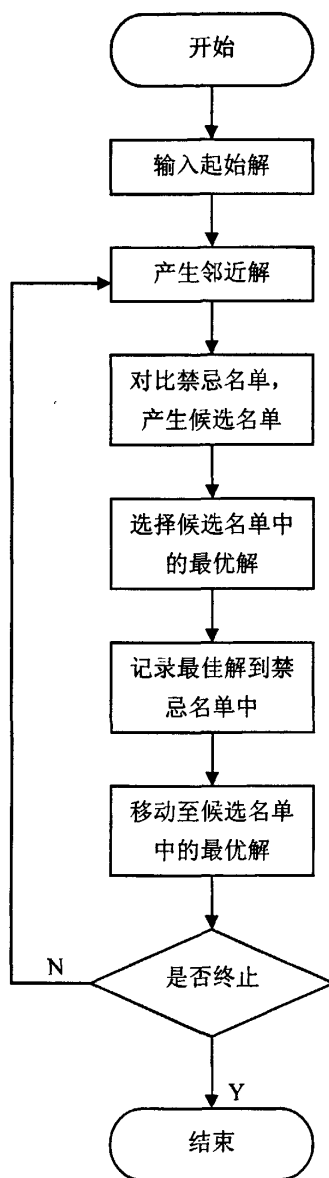 开始
输入起始解
产生邻近解
对比禁忌名单，
产生候选名单
选择候选名单中
的最优解
记录最佳解到禁
忌名单中
移动至候选名单
中的最优解
N
是否终止
Y
结束